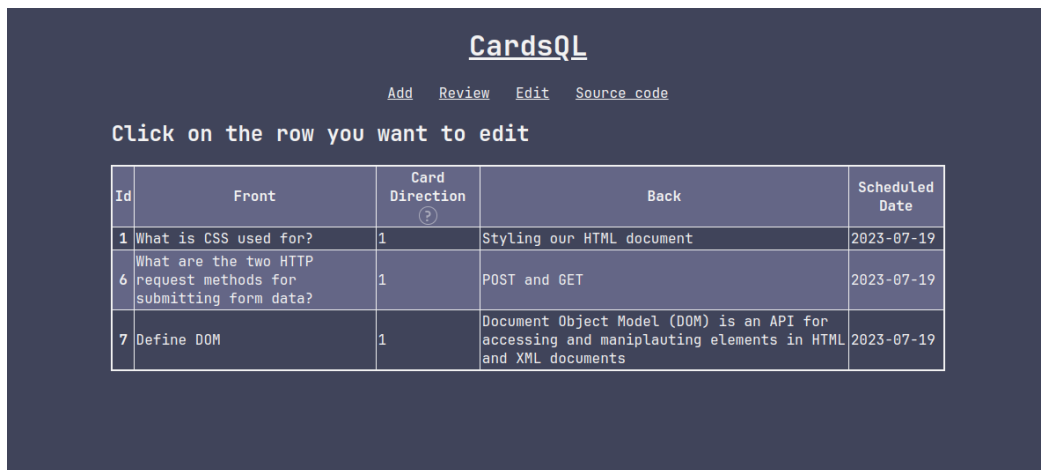 CardsQL
Add Review Edit Source code
Click on the row you want to edit
Id Front Card Direction ? Back Scheduled Date
1 What is CSS used for? 1 Styling our HTML document 2023-07-19
6 What are the two HTTP request methods for submitting form data? 1 POST and GET 2023-07-19
7 Define DOM 1 Document Object Model (DOM) is an API for accessing and maniplauting elements in HTML and XML documents 2023-07-19